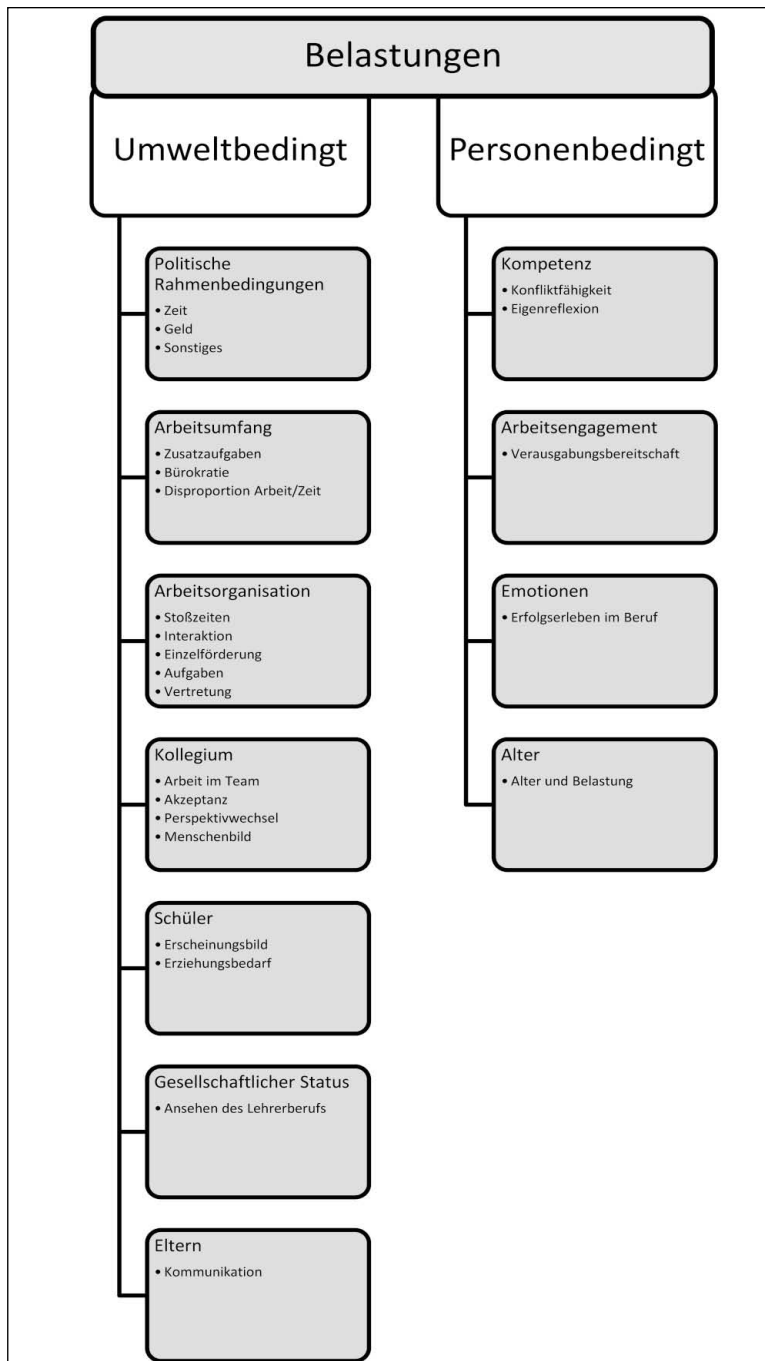 Belastungen
Umweltbedingt
Politische
Rahmenbedingungen
• Zeit
• Geld
• Sonstiges
Arbeitsumfang
• Zusatzaufgaben
• Bürokratie
• Disproportion Arbeit/Zeit
Arbeitsorganisation
• Stoßzeiten
• Interaktion
• Einzelförderung
• Aufgaben
• Vertretung
Kollegium
• Arbeit im Team
• Akzeptanz
• Perspektivwechsel
• Menschenbild
Schüler
• Erscheinungsbild
• Erziehungsbedarf
Gesellschaftlicher Status
• Ansehen des Lehrerberufs
Eltern
• Kommunikation
Personenbedingt
Kompetenz
• Konfliktfähigkeit
• Eigenreflexion
Arbeitsengagement
• Verausgabungsbereitschaft
Emotionen
• Erfolgserleben im Beruf
Alter
• Alter und Belastung